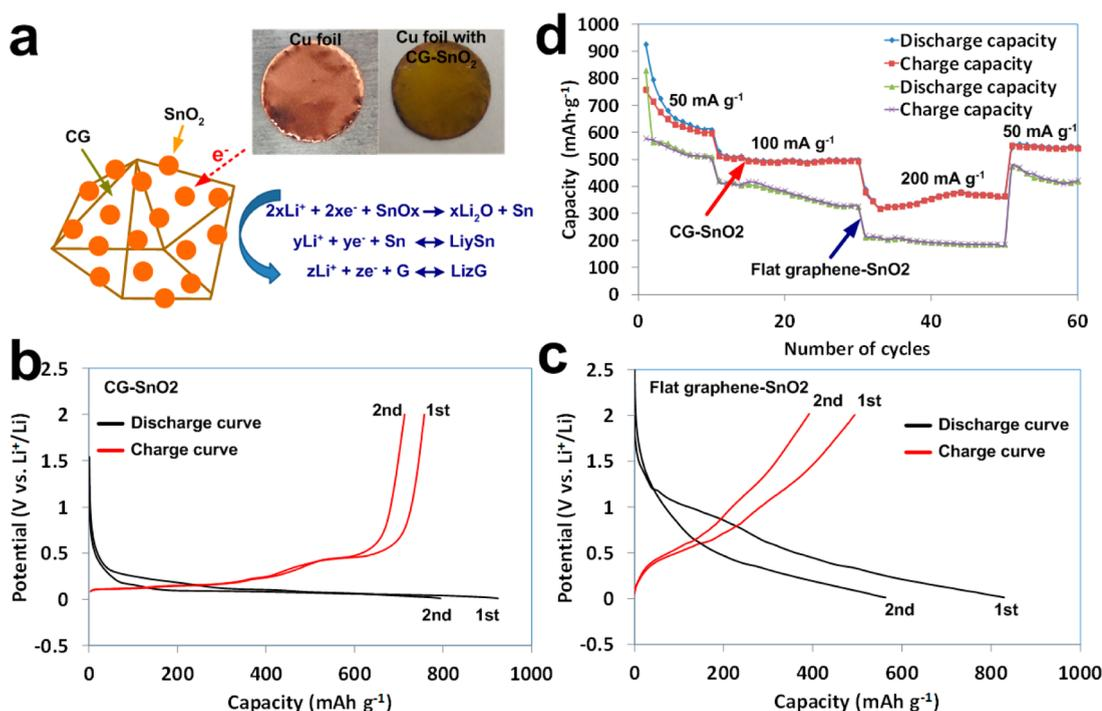 a
Cu foil
Cu foil with
CG-SnO₂
CG
SnO₂
e⁻
2xLi⁺ + 2xe⁻ + SnOx → xLi₂O + Sn
yLi⁺ + ye⁻ + Sn ↔ LiySn
zLi⁺ + ze⁻ + G ↔ LizG
d
Capacity (mAh·g⁻¹)
1000
900
800
700
600
500
400
300
200
100
0
Discharge capacity
Charge capacity
Discharge capacity
Charge capacity
50 mA g⁻¹
100 mA g⁻¹
200 mA g⁻¹
50 mA g⁻¹
CG-SnO2
Flat graphene-SnO2
0
20
40
60
Number of cycles
b
Potential (V vs. Li⁺/Li)
2.5
2
1.5
1
0.5
0
-0.5
CG-SnO2
Discharge curve
Charge curve
2nd
1st
2nd
1st
0
200
400
600
800
1000
Capacity (mAh g⁻¹)
c
Potential (V vs. Li⁺/Li)
2.5
2
1.5
1
0.5
0
-0.5
Flat graphene-SnO2
2nd
1st
Discharge curve
Charge curve
2nd
1st
0
200
400
600
800
1000
Capacity (mAh g⁻¹)